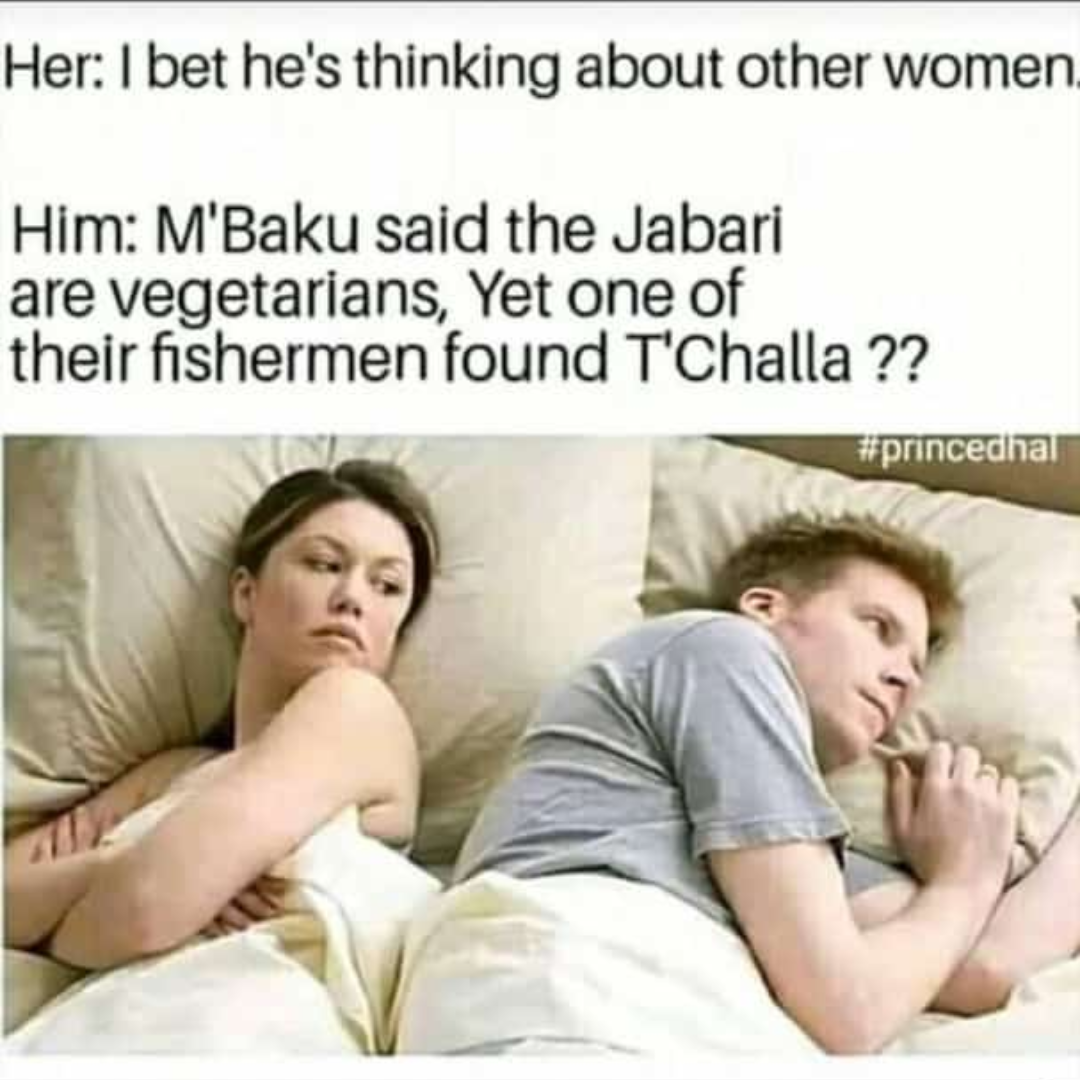 Her: I bet he's thinking about other women.
Him: M'Baku said the Jabari
are vegetarians, Yet one of
their fishermen found T'Challa ??
#princedhal